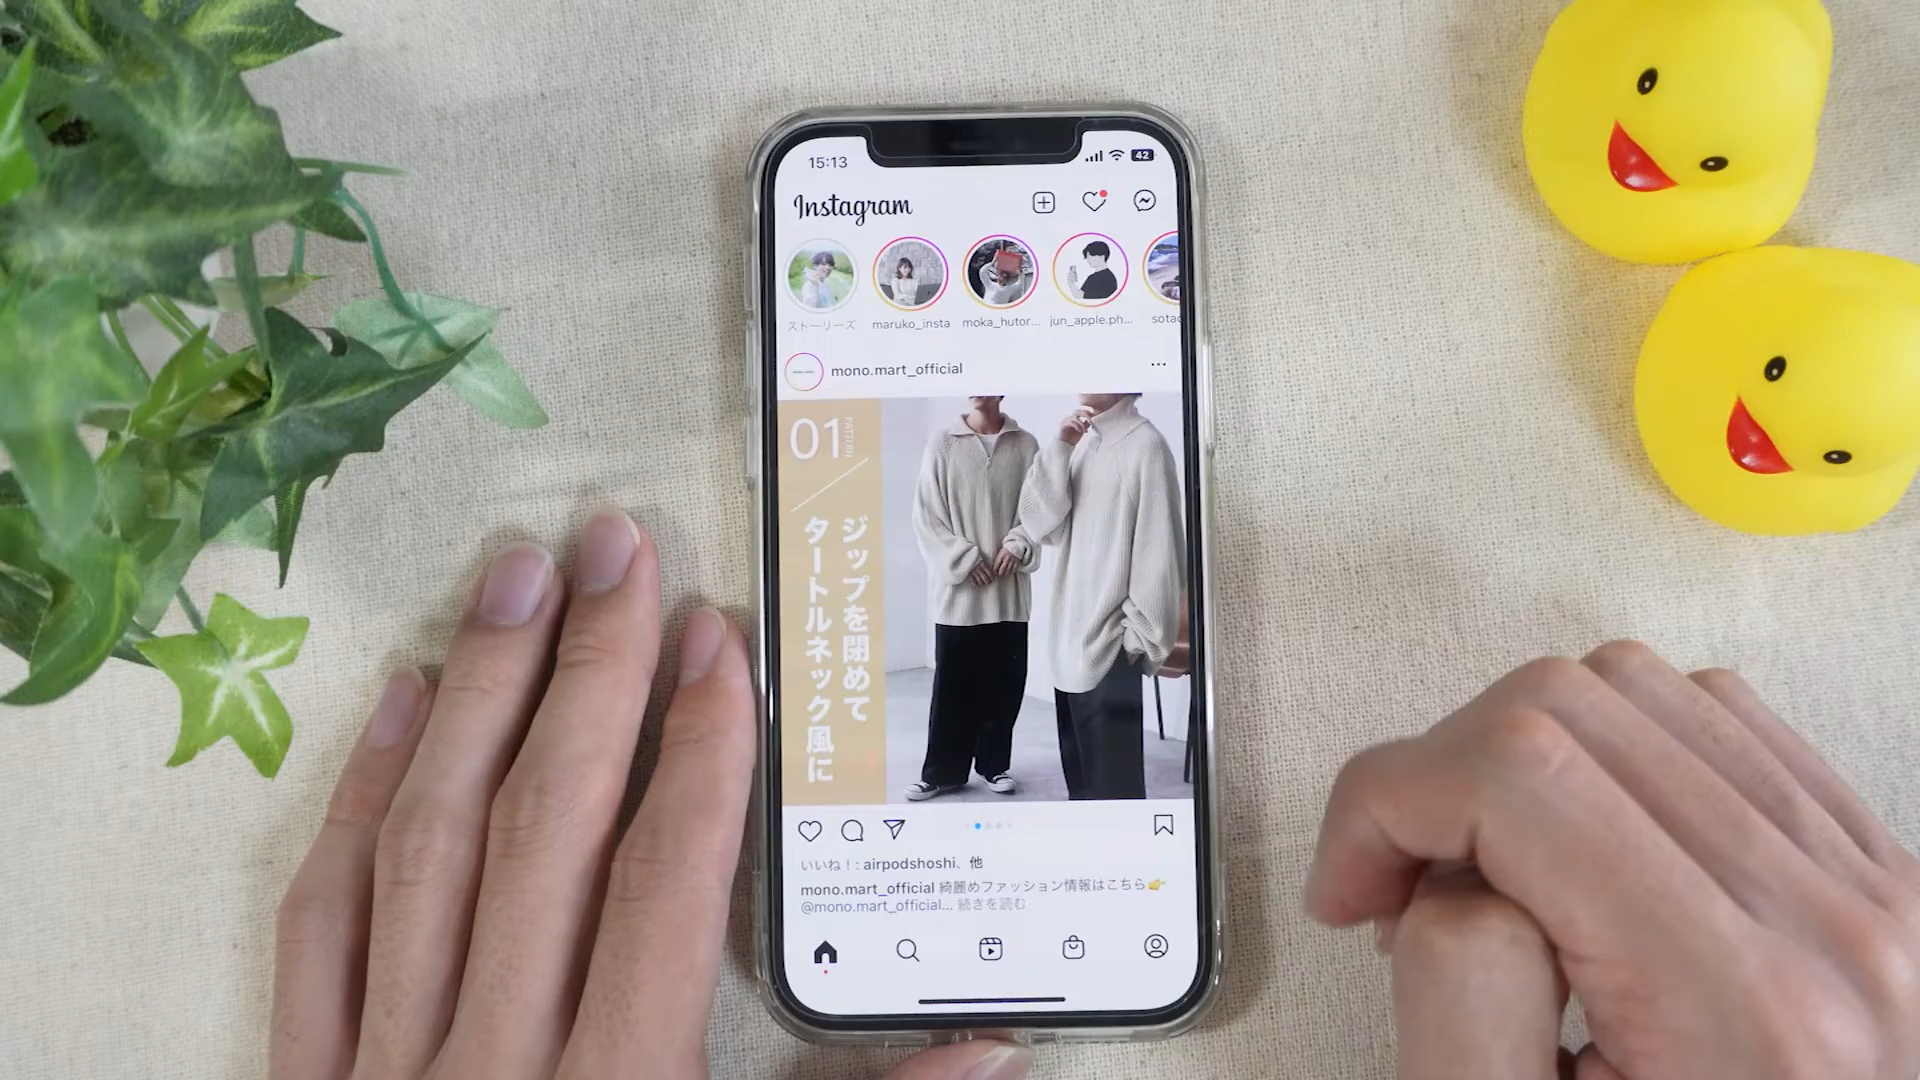 15:13
42
Instagram
ストーリーズ
maruko_insta
moka_hutor...
jun_apple.ph...
sotac
mono.mart_official
01
PATTERN
ジップを閉めて
タートルネック風に
いいね！: airpodshoshi、他
mono.mart_official 綺麗めファッション情報はこちら👉
@mono.mart_official... 続きを読む